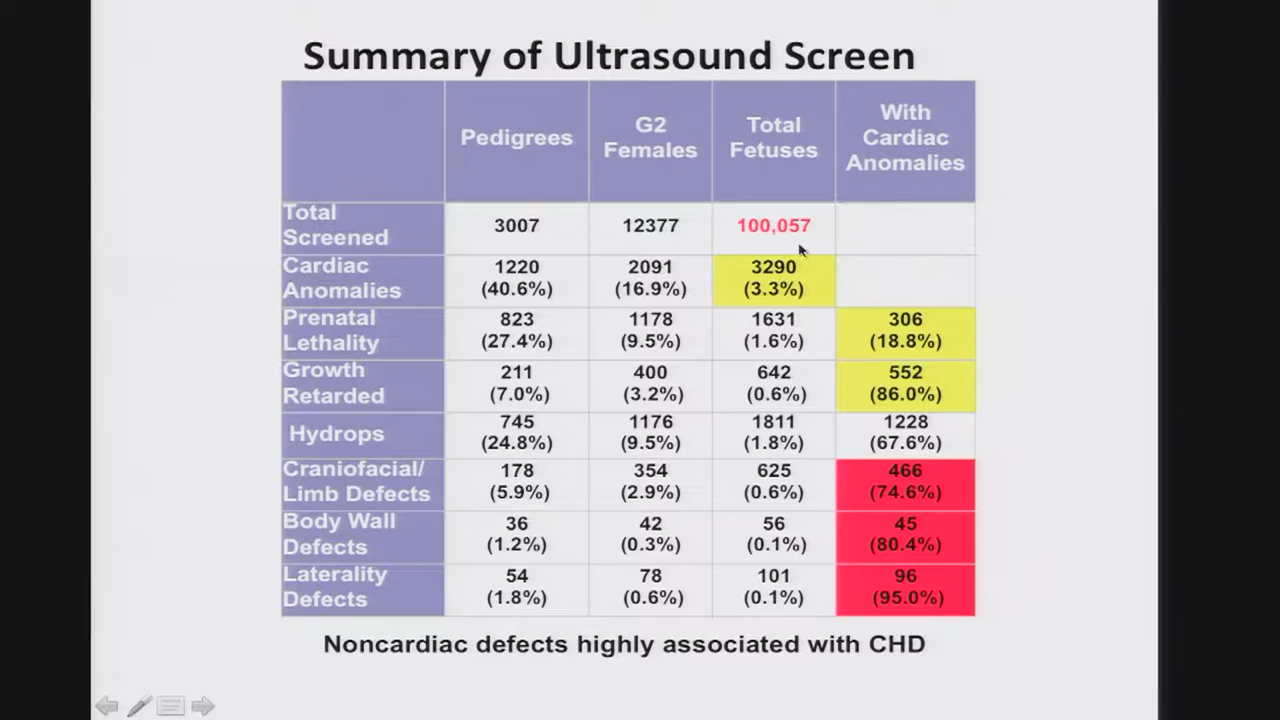 Summary of Ultrasound Screen
Pedigrees
G2
Females
Total
Fetuses
With
Cardiac
Anomalies
Total
Screened
3007
12377
100,057
Cardiac
Anomalies
1220
(40.6%)
2091
(16.9%)
3290
(3.3%)
Prenatal
Lethality
823
(27.4%)
1178
(9.5%)
1631
(1.6%)
306
(18.8%)
Growth
Retarded
211
(7.0%)
400
(3.2%)
642
(0.6%)
552
(86.0%)
Hydrops
745
(24.8%)
1176
(9.5%)
1811
(1.8%)
1228
(67.6%)
Craniofacial/
Limb Defects
178
(5.9%)
354
(2.9%)
625
(0.6%)
466
(74.6%)
Body Wall
Defects
36
(1.2%)
42
(0.3%)
56
(0.1%)
45
(80.4%)
Laterality
Defects
54
(1.8%)
78
(0.6%)
101
(0.1%)
96
(95.0%)
Noncardiac defects highly associated with CHD